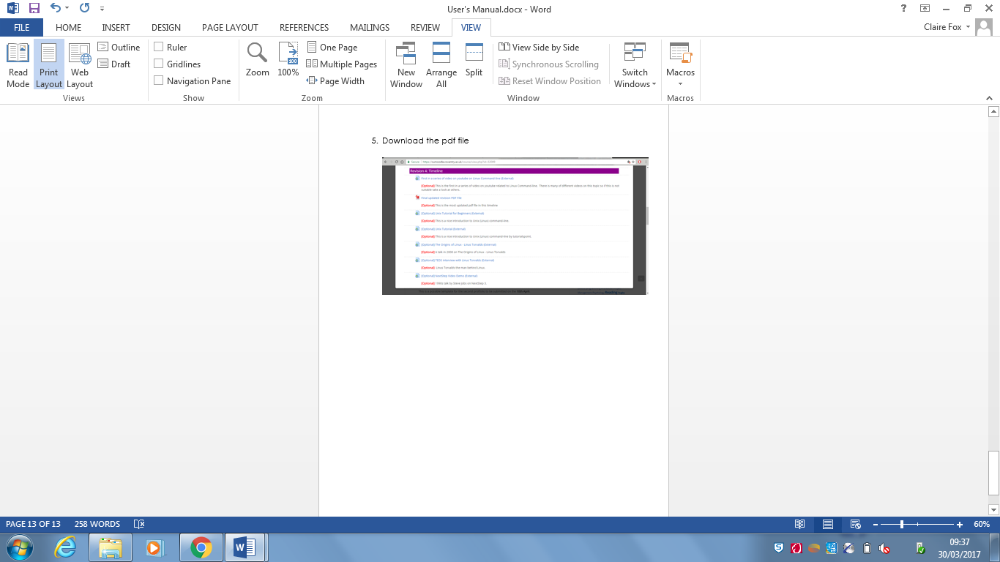 User's Manual.docx - Word
FILE HOME INSERT DESIGN PAGE LAYOUT REFERENCES MAILINGS REVIEW VIEW Claire Fox
Read Mode
Print Layout
Web Layout
Outline
Draft
Views
Ruler
Gridlines
Navigation Pane
Show
Zoom
100
100%
One Page
Multiple Pages
Page Width
Zoom
New Window
Arrange All
Split
View Side by Side
Synchronous Scrolling
Reset Window Position
Window
Switch Windows
Macros
Macros
5. Download the pdf file
Secure
Revision & Timeline
First in a series of video on youtube on Linux Command-line (External)
[Optional] This is the first in a series of video on youtube related to Linux Command line. There is many of different videos on this topic so if this is not
suitable take a look at others.
Final updated revision PDF File
[Optional] This is the most updated pdf file in this timeline
[Optional] Unix Tutorial for Beginners (External)
[Optional] This is a nice introduction to Unix (Linux) command-line
[Optional] Unix Tutorial (External)
[Optional] This is a nice introduction to Unix (Linux) command-line by tutorialspoint
[Optional] The Origins of Linux - Linus Torvalds (External)
[Optional] A talk in 2008 on The Origins of Linux - Linus Torvalds
[Optional] TED interview with Linus Torvalds (External)
[Optional] Linus Torvalds the man behind Linux.
[Optional] NextStep Video Demo (External)
[Optional] 1990s talk by Steve Jobs on NextStep 3.
PAGE 13 OF 13 258 WORDS 60%
09:37
30/03/2017